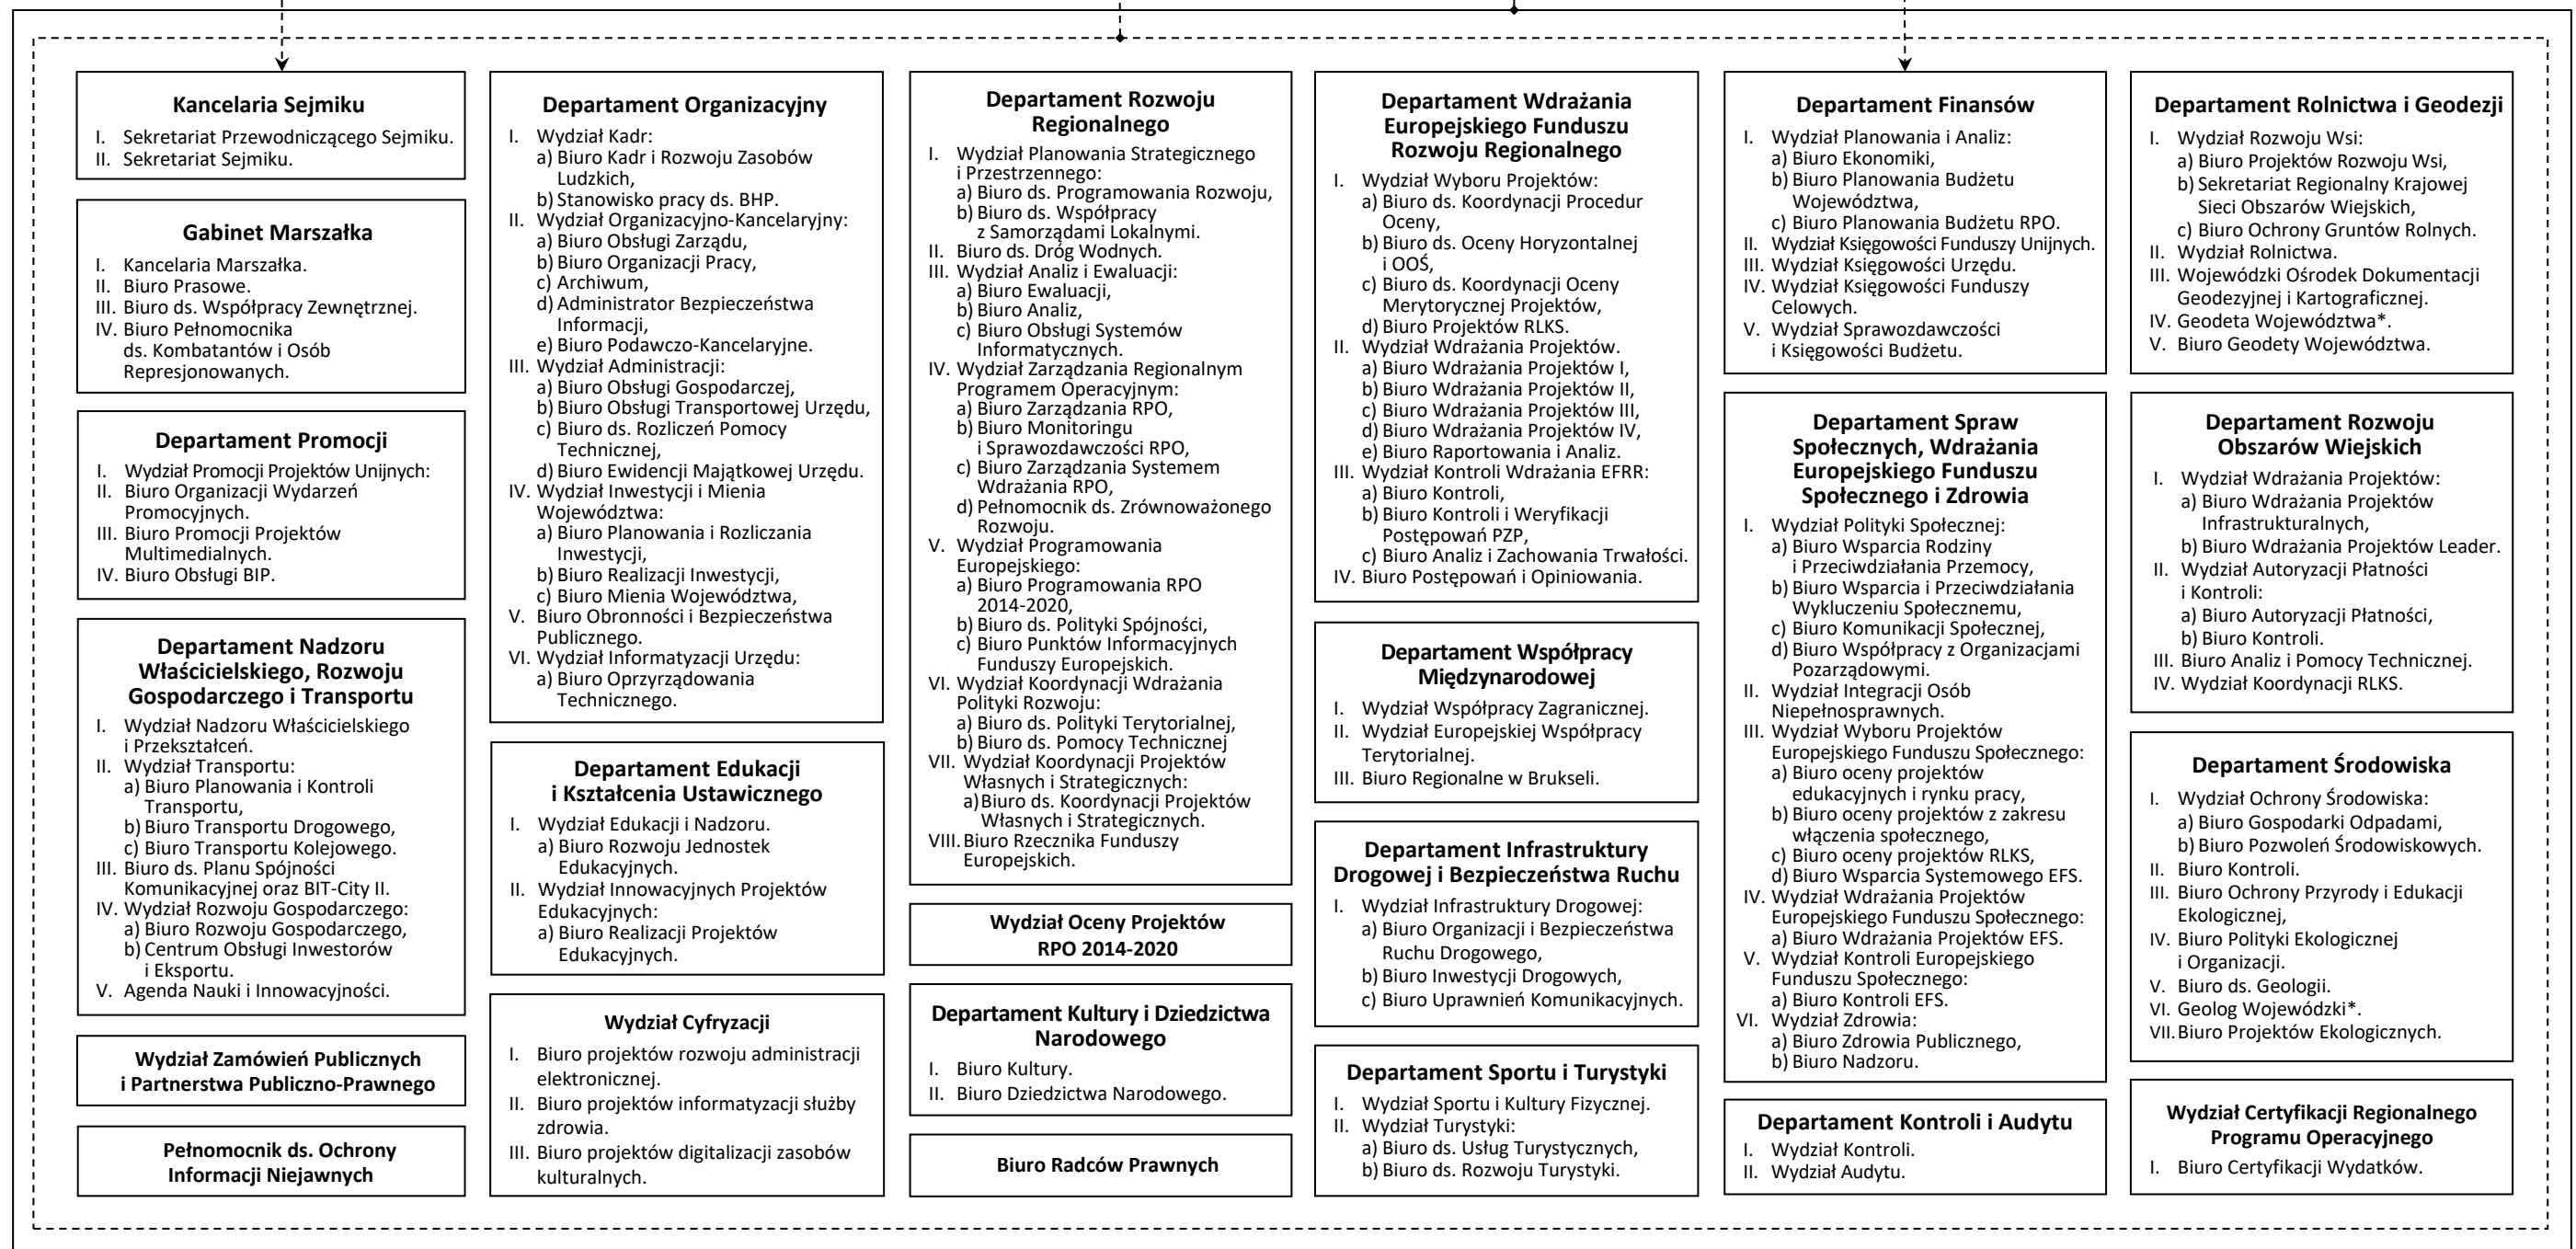 Kancelaria Sejmiku
I. Sekretariat Przewodniczącego Sejmiku.
II. Sekretariat Sejmiku.
Gabinet Marszałka
I. Kancelaria Marszałka.
II. Biuro Prasowe.
III. Biuro ds. Współpracy Zewnętrznej.
IV. Biuro Pełnomocnika
ds. Kombatantów i Osób
Represjonowanych.
Departament Promocji
I. Wydział Promocji Projektów Unijnych:
II. Biuro Organizacji Wydarzeń
Promocyjnych.
III. Biuro Promocji Projektów
Multimedialnych.
IV. Biuro Obsługi BIP.
Departament Nadzoru
Właścicielskiego, Rozwoju
Gospodarczego i Transportu
I. Wydział Nadzoru Właścicielskiego
i Przekształceń.
II. Wydział Transportu:
a) Biuro Planowania i Kontroli
Transportu,
b) Biuro Transportu Drogowego,
c) Biuro Transportu Kolejowego.
III. Biuro ds. Planu Spójności
Komunikacyjnej oraz BIT-City II.
IV. Wydział Rozwoju Gospodarczego:
a) Biuro Rozwoju Gospodarczego,
b) Centrum Obsługi Inwestorów
i Eksportu.
V. Agenda Nauki i Innowacyjności.
Wydział Zamówień Publicznych
i Partnerstwa Publiczno-Prawnego
Pełnomocnik ds. Ochrony
Informacji Niejawnych
Departament Organizacyjny
I. Wydział Kadr:
a) Biuro Kadr i Rozwoju Zasobów
Ludzkich,
b) Stanowisko pracy ds. BHP.
II. Wydział Organizacyjno-Kancelaryjny:
a) Biuro Obsługi Zarządu,
b) Biuro Organizacji Pracy,
c) Archiwum,
d) Administrator Bezpieczeństwa
Informacji,
e) Biuro Podawczo-Kancelaryjne.
III. Wydział Administracji:
a) Biuro Obsługi Gospodarczej,
b) Biuro Obsługi Transportowej Urzędu,
c) Biuro ds. Rozliczeń Pomocy
Technicznej,
d) Biuro Ewidencji Majątkowej Urzędu.
IV. Wydział Inwestycji i Mienia
Województwa:
a) Biuro Planowania i Rozliczania
Inwestycji,
b) Biuro Realizacji Inwestycji,
c) Biuro Mienia Województwa,
V. Biuro Obronności i Bezpieczeństwa
Publicznego.
VI. Wydział Informatyzacji Urzędu:
a) Biuro Oprzyrządowania
Technicznego.
Departament Edukacji
i Kształcenia Ustawicznego
I. Wydział Edukacji i Nadzoru.
a) Biuro Rozwoju Jednostek
Edukacyjnych.
II. Wydział Innowacyjnych Projektów
Edukacyjnych:
a) Biuro Realizacji Projektów
Edukacyjnych.
Wydział Cyfryzacji
I. Biuro projektów rozwoju administracji
elektronicznej.
II. Biuro projektów informatyzacji służby
zdrowia.
III. Biuro projektów digitalizacji zasobów
kulturalnych.
Departament Rozwoju
Regionalnego
I. Wydział Planowania Strategicznego
i Przestrzennego:
a) Biuro ds. Programowania Rozwoju,
b) Biuro ds. Współpracy
z Samorządami Lokalnymi.
II. Biuro ds. Dróg Wodnych.
III. Wydział Analiz i Ewaluacji:
a) Biuro Ewaluacji,
b) Biuro Analiz,
c) Biuro Obsługi Systemów
Informatycznych.
IV. Wydział Zarządzania Regionalnym
Programem Operacyjnym:
a) Biuro Zarządzania RPO,
b) Biuro Monitoringu
i Sprawozdawczości RPO,
c) Biuro Zarządzania Systemem
Wdrażania RPO,
d) Pełnomocnik ds. Zrównoważonego
Rozwoju.
V. Wydział Programowania
Europejskiego:
a) Biuro Programowania RPO
2014-2020,
b) Biuro ds. Polityki Spójności,
c) Biuro Punktów Informacyjnych
Funduszy Europejskich.
VI. Wydział Koordynacji Wdrażania
Polityki Rozwoju:
a) Biuro ds. Polityki Terytorialnej,
b) Biuro ds. Pomocy Technicznej
VII. Wydział Koordynacji Projektów
Własnych i Strategicznych:
a) Biuro ds. Koordynacji Projektów
Własnych i Strategicznych.
VIII. Biuro Rzecznika Funduszy
Europejskich.
Wydział Oceny Projektów
RPO 2014-2020
Departament Kultury i Dziedzictwa
Narodowego
I. Biuro Kultury.
II. Biuro Dziedzictwa Narodowego.
Biuro Radców Prawnych
Departament Wdrażania
Europejskiego Funduszu
Rozwoju Regionalnego
I. Wydział Wyboru Projektów:
a) Biuro ds. Koordynacji Procedur
Oceny,
b) Biuro ds. Oceny Horyzontalnej
i OOŚ,
c) Biuro ds. Koordynacji Oceny
Merytorycznej Projektów,
d) Biuro Projektów RLKS.
II. Wydział Wdrażania Projektów.
a) Biuro Wdrażania Projektów I,
b) Biuro Wdrażania Projektów II,
c) Biuro Wdrażania Projektów III,
d) Biuro Wdrażania Projektów IV,
e) Biuro Raportowania i Analiz.
III. Wydział Kontroli Wdrażania EFRR:
a) Biuro Kontroli,
b) Biuro Kontroli i Weryfikacji
Postępowań PZP,
c) Biuro Analiz i Zachowania Trwałości.
IV. Biuro Postępowań i Opiniowania.
Departament Współpracy
Międzynarodowej
I. Wydział Współpracy Zagranicznej.
II. Wydział Europejskiej Współpracy
Terytorialnej.
III. Biuro Regionalne w Brukseli.
Departament Infrastruktury
Drogowej i Bezpieczeństwa Ruchu
I. Wydział Infrastruktury Drogowej:
a) Biuro Organizacji i Bezpieczeństwa
Ruchu Drogowego,
b) Biuro Inwestycji Drogowych,
c) Biuro Uprawnień Komunikacyjnych.
Departament Sportu i Turystyki
I. Wydział Sportu i Kultury Fizycznej.
II. Wydział Turystyki:
a) Biuro ds. Usług Turystycznych,
b) Biuro ds. Rozwoju Turystyki.
Departament Finansów
I. Wydział Planowania i Analiz:
a) Biuro Ekonomiki,
b) Biuro Planowania Budżetu
Województwa,
c) Biuro Planowania Budżetu RPO.
II. Wydział Księgowości Funduszy Unijnych.
III. Wydział Księgowości Urzędu.
IV. Wydział Księgowości Funduszy
Celowych.
V. Wydział Sprawozdawczości
i Księgowości Budżetu.
Departament Spraw
Społecznych, Wdrażania
Europejskiego Funduszu
Społecznego i Zdrowia
I. Wydział Polityki Społecznej:
a) Biuro Wsparcia Rodziny
i Przeciwdziałania Przemocy,
b) Biuro Wsparcia i Przeciwdziałania
Wykluczeniu Społecznemu,
c) Biuro Komunikacji Społecznej,
d) Biuro Współpracy z Organizacjami
Pozarządowymi.
II. Wydział Integracji Osób
Niepełnosprawnych.
III. Wydział Wyboru Projektów
Europejskiego Funduszu Społecznego:
a) Biuro oceny projektów
edukacyjnych i rynku pracy,
b) Biuro oceny projektów z zakresu
włączenia społecznego,
c) Biuro oceny projektów RLKS,
d) Biuro Wsparcia Systemowego EFS.
IV. Wydział Wdrażania Projektów
Europejskiego Funduszu Społecznego:
a) Biuro Wdrażania Projektów EFS.
V. Wydział Kontroli Europejskiego
Funduszu Społecznego:
a) Biuro Kontroli EFS.
VI. Wydział Zdrowia:
a) Biuro Zdrowia Publicznego,
b) Biuro Nadzoru.
Departament Kontroli i Audytu
I. Wydział Kontroli.
II. Wydział Audytu.
Departament Rolnictwa i Geodezji
I. Wydział Rozwoju Wsi:
a) Biuro Projektów Rozwoju Wsi,
b) Sekretariat Regionalny Krajowej
Sieci Obszarów Wiejskich,
c) Biuro Ochrony Gruntów Rolnych.
II. Wydział Rolnictwa.
III. Wojewódzki Ośrodek Dokumentacji
Geodezyjnej i Kartograficznej.
IV. Geodeta Województwa*.
V. Biuro Geodety Województwa.
Departament Rozwoju
Obszarów Wiejskich
I. Wydział Wdrażania Projektów:
a) Biuro Wdrażania Projektów
Infrastrukturalnych,
b) Biuro Wdrażania Projektów Leader.
II. Wydział Autoryzacji Płatności
i Kontroli:
a) Biuro Autoryzacji Płatności,
b) Biuro Kontroli.
III. Biuro Analiz i Pomocy Technicznej.
IV. Wydział Koordynacji RLKS.
Departament Środowiska
I. Wydział Ochrony Środowiska:
a) Biuro Gospodarki Odpadami,
b) Biuro Pozwoleń Środowiskowych.
II. Biuro Kontroli.
III. Biuro Ochrony Przyrody i Edukacji
Ekologicznej,
IV. Biuro Polityki Ekologicznej
i Organizacji.
V. Biuro ds. Geologii.
VI. Geolog Wojewódzki*.
VII. Biuro Projektów Ekologicznych.
Wydział Certyfikacji Regionalnego
Programu Operacyjnego
I. Biuro Certyfikacji Wydatków.